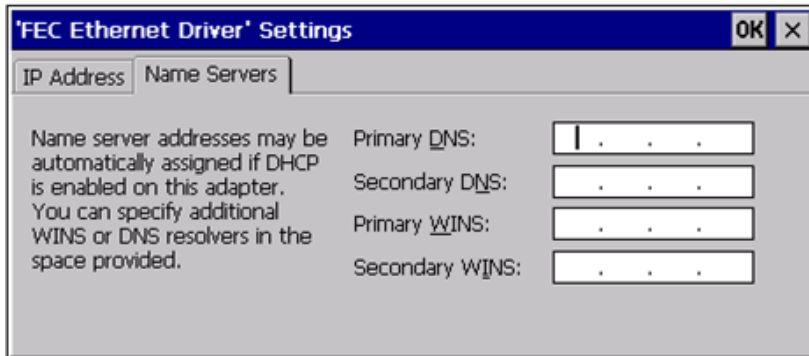 'FEC Ethernet Driver' Settings OK ×
IP Address Name Servers
Name server addresses may be
automatically assigned if DHCP
is enabled on this adapter.
You can specify additional
WINS or DNS resolvers in the
space provided.
Primary DNS: . . .
Secondary DNS: . . .
Primary WINS: . . .
Secondary WINS: . . .